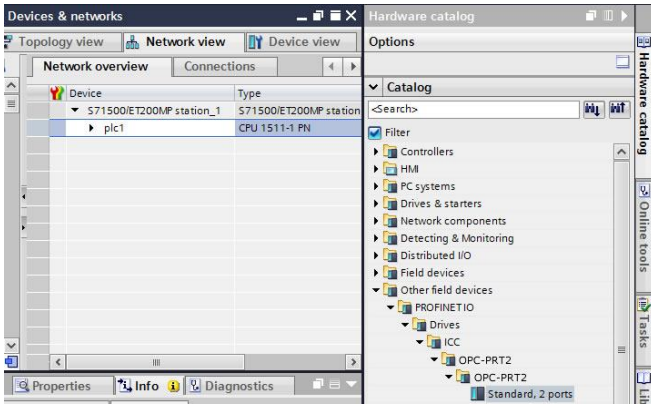 Devices & networks
Topology view
Network view
Device view
Network overview
Connections
Device
Type
S71500/ET200MP station_1
S71500/ET200MP station
plc1
CPU 1511-1 PN
Properties
Info
Diagnostics
Hardware catalog
Options
Catalog
<Search>
Filter
Controllers
HMI
PC systems
Drives & starters
Network components
Detecting & Monitoring
Distributed I/O
Field devices
Other field devices
PROFINET IO
Drives
ICC
OPC-PRT2
OPC-PRT2
Standard, 2 ports
Hardware catalog
Online tools
Tasks
Lib